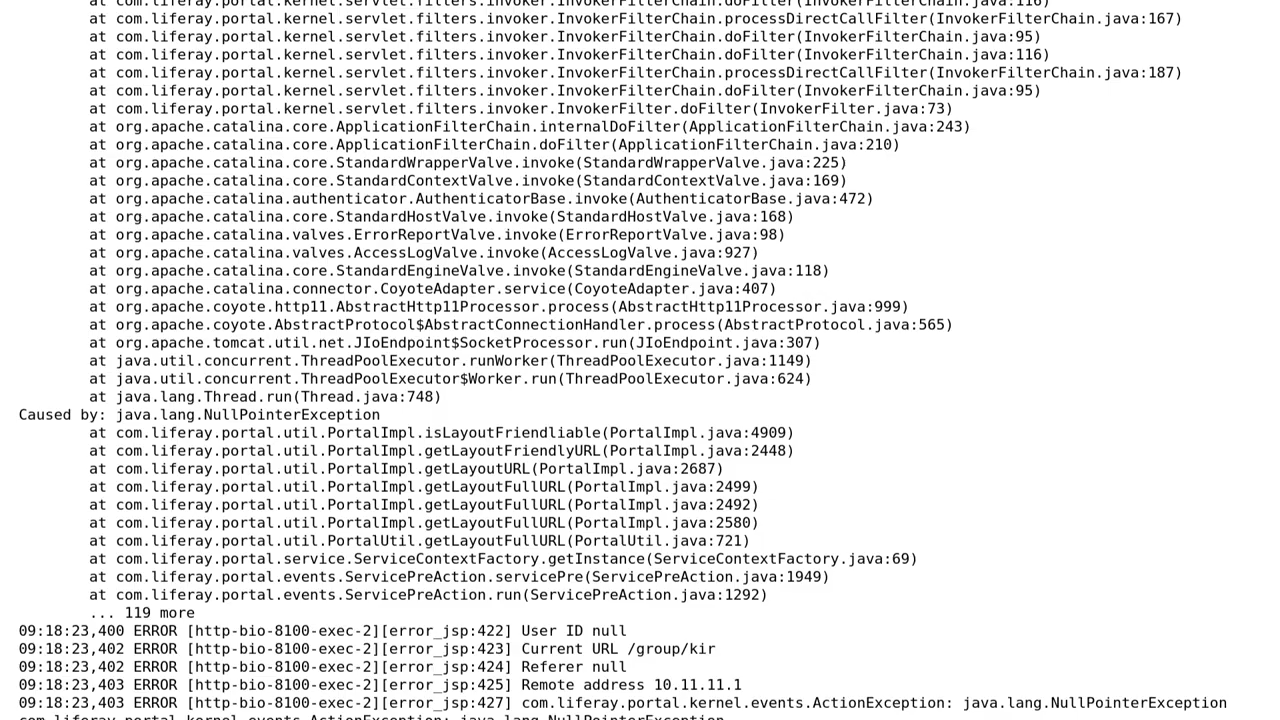 at com.liferay.portal.kernel.servlet.filters.invoker.InvokerFilterChain.doFilter(InvokerFilterChain.java:116)
at com.liferay.portal.kernel.servlet.filters.invoker.InvokerFilterChain.processDirectCallFilter(InvokerFilterChain.java:167)
at com.liferay.portal.kernel.servlet.filters.invoker.InvokerFilterChain.doFilter(InvokerFilterChain.java:95)
at com.liferay.portal.kernel.servlet.filters.invoker.InvokerFilterChain.doFilter(InvokerFilterChain.java:116)
at com.liferay.portal.kernel.servlet.filters.invoker.InvokerFilterChain.processDirectCallFilter(InvokerFilterChain.java:187)
at com.liferay.portal.kernel.servlet.filters.invoker.InvokerFilterChain.doFilter(InvokerFilterChain.java:95)
at com.liferay.portal.kernel.servlet.filters.invoker.InvokerFilter.doFilter(InvokerFilter.java:73)
at org.apache.catalina.core.ApplicationFilterChain.internalDoFilter(ApplicationFilterChain.java:243)
at org.apache.catalina.core.ApplicationFilterChain.doFilter(ApplicationFilterChain.java:210)
at org.apache.catalina.core.StandardWrapperValve.invoke(StandardWrapperValve.java:225)
at org.apache.catalina.core.StandardContextValve.invoke(StandardContextValve.java:169)
at org.apache.catalina.authenticator.AuthenticatorBase.invoke(AuthenticatorBase.java:472)
at org.apache.catalina.core.StandardHostValve.invoke(StandardHostValve.java:168)
at org.apache.catalina.valves.ErrorReportValve.invoke(ErrorReportValve.java:98)
at org.apache.catalina.valves.AccessLogValve.invoke(AccessLogValve.java:927)
at org.apache.catalina.core.StandardEngineValve.invoke(StandardEngineValve.java:118)
at org.apache.catalina.connector.CoyoteAdapter.service(CoyoteAdapter.java:407)
at org.apache.coyote.http11.AbstractHttp11Processor.process(AbstractHttp11Processor.java:999)
at org.apache.coyote.AbstractProtocol$AbstractConnectionHandler.process(AbstractProtocol.java:565)
at org.apache.tomcat.util.net.JIoEndpoint$SocketProcessor.run(JIoEndpoint.java:307)
at java.util.concurrent.ThreadPoolExecutor.runWorker(ThreadPoolExecutor.java:1149)
at java.util.concurrent.ThreadPoolExecutor$Worker.run(ThreadPoolExecutor.java:624)
at java.lang.Thread.run(Thread.java:748)
Caused by: java.lang.NullPointerException
at com.liferay.portal.util.PortalImpl.isLayoutFriendliable(PortalImpl.java:4909)
at com.liferay.portal.util.PortalImpl.getLayoutFriendlyURL(PortalImpl.java:2448)
at com.liferay.portal.util.PortalImpl.getLayoutURL(PortalImpl.java:2687)
at com.liferay.portal.util.PortalImpl.getLayoutFullURL(PortalImpl.java:2499)
at com.liferay.portal.util.PortalImpl.getLayoutFullURL(PortalImpl.java:2492)
at com.liferay.portal.util.PortalImpl.getLayoutFullURL(PortalImpl.java:2580)
at com.liferay.portal.util.PortalUtil.getLayoutFullURL(PortalUtil.java:721)
at com.liferay.portal.service.ServiceContextFactory.getInstance(ServiceContextFactory.java:69)
at com.liferay.portal.events.ServicePreAction.servicePre(ServicePreAction.java:1949)
at com.liferay.portal.events.ServicePreAction.run(ServicePreAction.java:1292)
... 119 more
09:18:23,400 ERROR [http-bio-8100-exec-2][error_jsp:422] User ID null
09:18:23,402 ERROR [http-bio-8100-exec-2][error_jsp:423] Current URL /group/kir
09:18:23,402 ERROR [http-bio-8100-exec-2][error_jsp:424] Referer null
09:18:23,403 ERROR [http-bio-8100-exec-2][error_jsp:425] Remote address 10.11.11.1
09:18:23,403 ERROR [http-bio-8100-exec-2][error_jsp:427] com.liferay.portal.kernel.events.ActionException: java.lang.NullPointerException
com.liferay.portal.kernel.events.ActionException: java.lang.NullPointerException